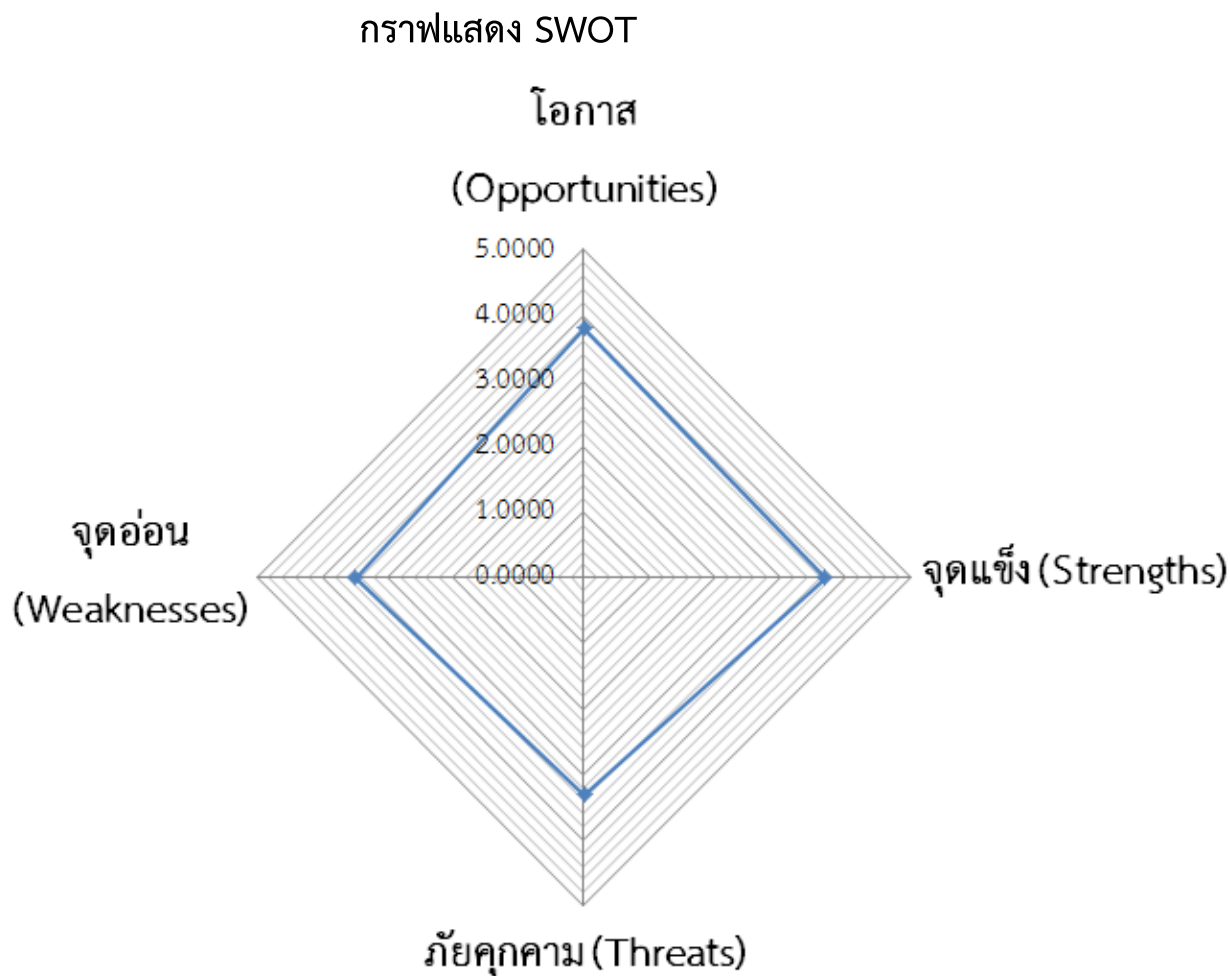 กราฟแสดง SWOT
โอกาส
(Opportunities)
5.0000
4.0000
3.0000
2.0000
1.0000
0.0000
จุดอ่อน
(Weaknesses)
จุดแข็ง (Strengths)
ภัยคุกคาม (Threats)